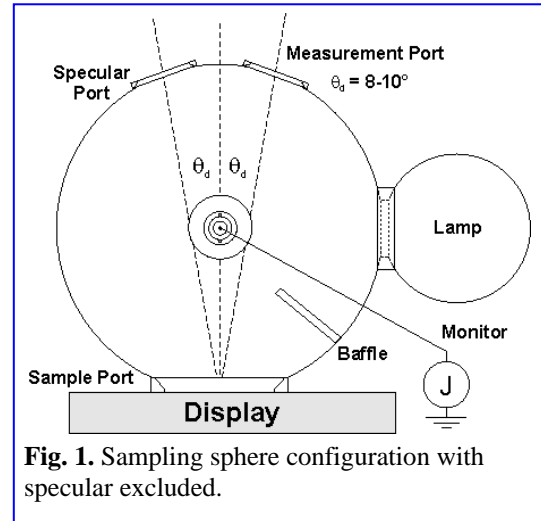 Specular
Port
Measurement Port
θd = 8-10°
θd θd
Lamp
Monitor
Baffle
J
Sample Port
Display
Fig. 1. Sampling sphere configuration with
specular excluded.